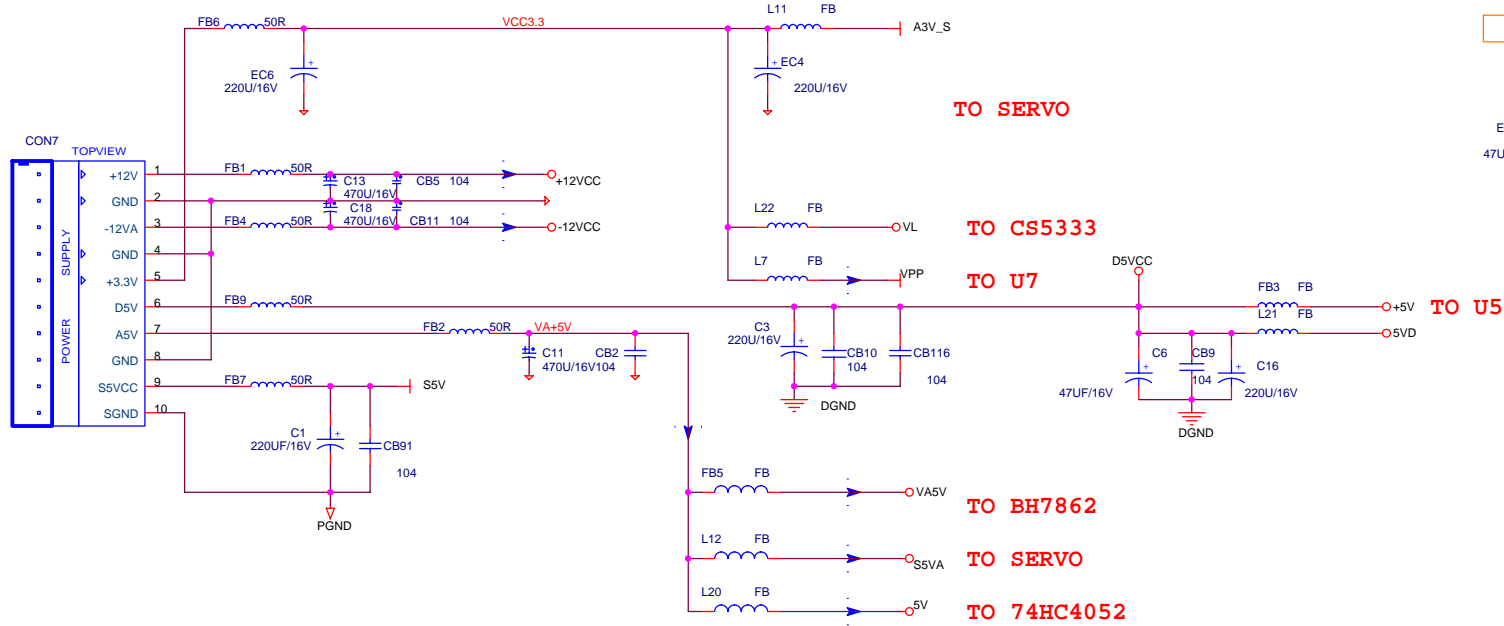 FB6 50R VCC3.3 L11 FB A3V_S
EC6 220U/16V
EC4 220U/16V
TO SERVO
CON7
TOPVIEW
SUPPLY
POWER
+12V 1
GND 2
-12VA 3
GND 4
+3.3V 5
D5V 6
A5V 7
GND 8
S5VCC 9
SGND 10
FB1 50R C13 470U/16V CB5 104 +12VCC
C18 470U/16V
FB4 50R CB11 104 -12VCC
L22 FB VL TO CS5333
L7 FB VPP TO U7
D5VCC
FB9 50R
FB3 FB +5V TO U5
L21 FB 5VD
FB2 50R VA+5V
C11 470U/16V
CB2 104
C3 220U/16V
CB10 104
CB116 104
DGND
C6 47UF/16V
CB9 104
C16 220U/16V
DGND
FB7 50R S5V
C1 220UF/16V
CB91 104
PGND
FB5 FB VA5V TO BH7862
L12 FB S5VA TO SERVO
L20 FB 5V TO 74HC4052
E
47U